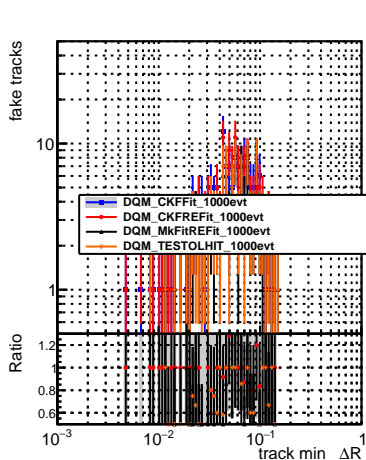 fake tracks
10
DQM_CKFFit_1000evt
DQM_CKFREFit_1000evt
DQM_MkFitREFit_1000evt
DQM_TESTOLHIT_1000evt
1
Ratio
1.2
1
0.8
0.6
10⁻³ 10⁻² 10⁻¹ 1
track min ΔR